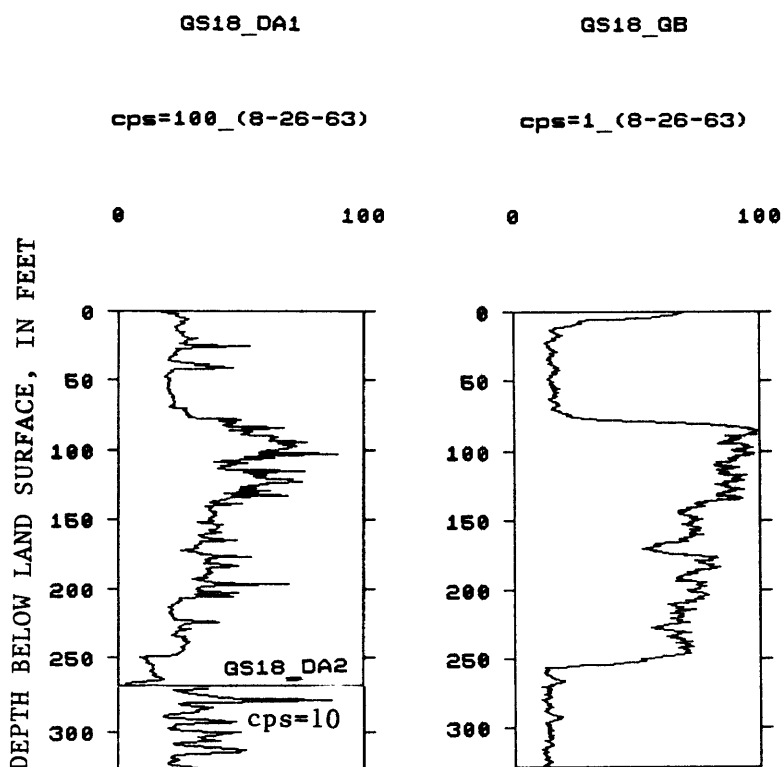 GS18_DA1 GS18_GB
cps=100_(8-26-63) cps=1_(8-26-63)
0 100 0 100
DEPTH BELOW LAND SURFACE, IN FEET
0 0
50 50
100 100
150 150
200 200
250 250
GS18_DA2
cps=10
300 300